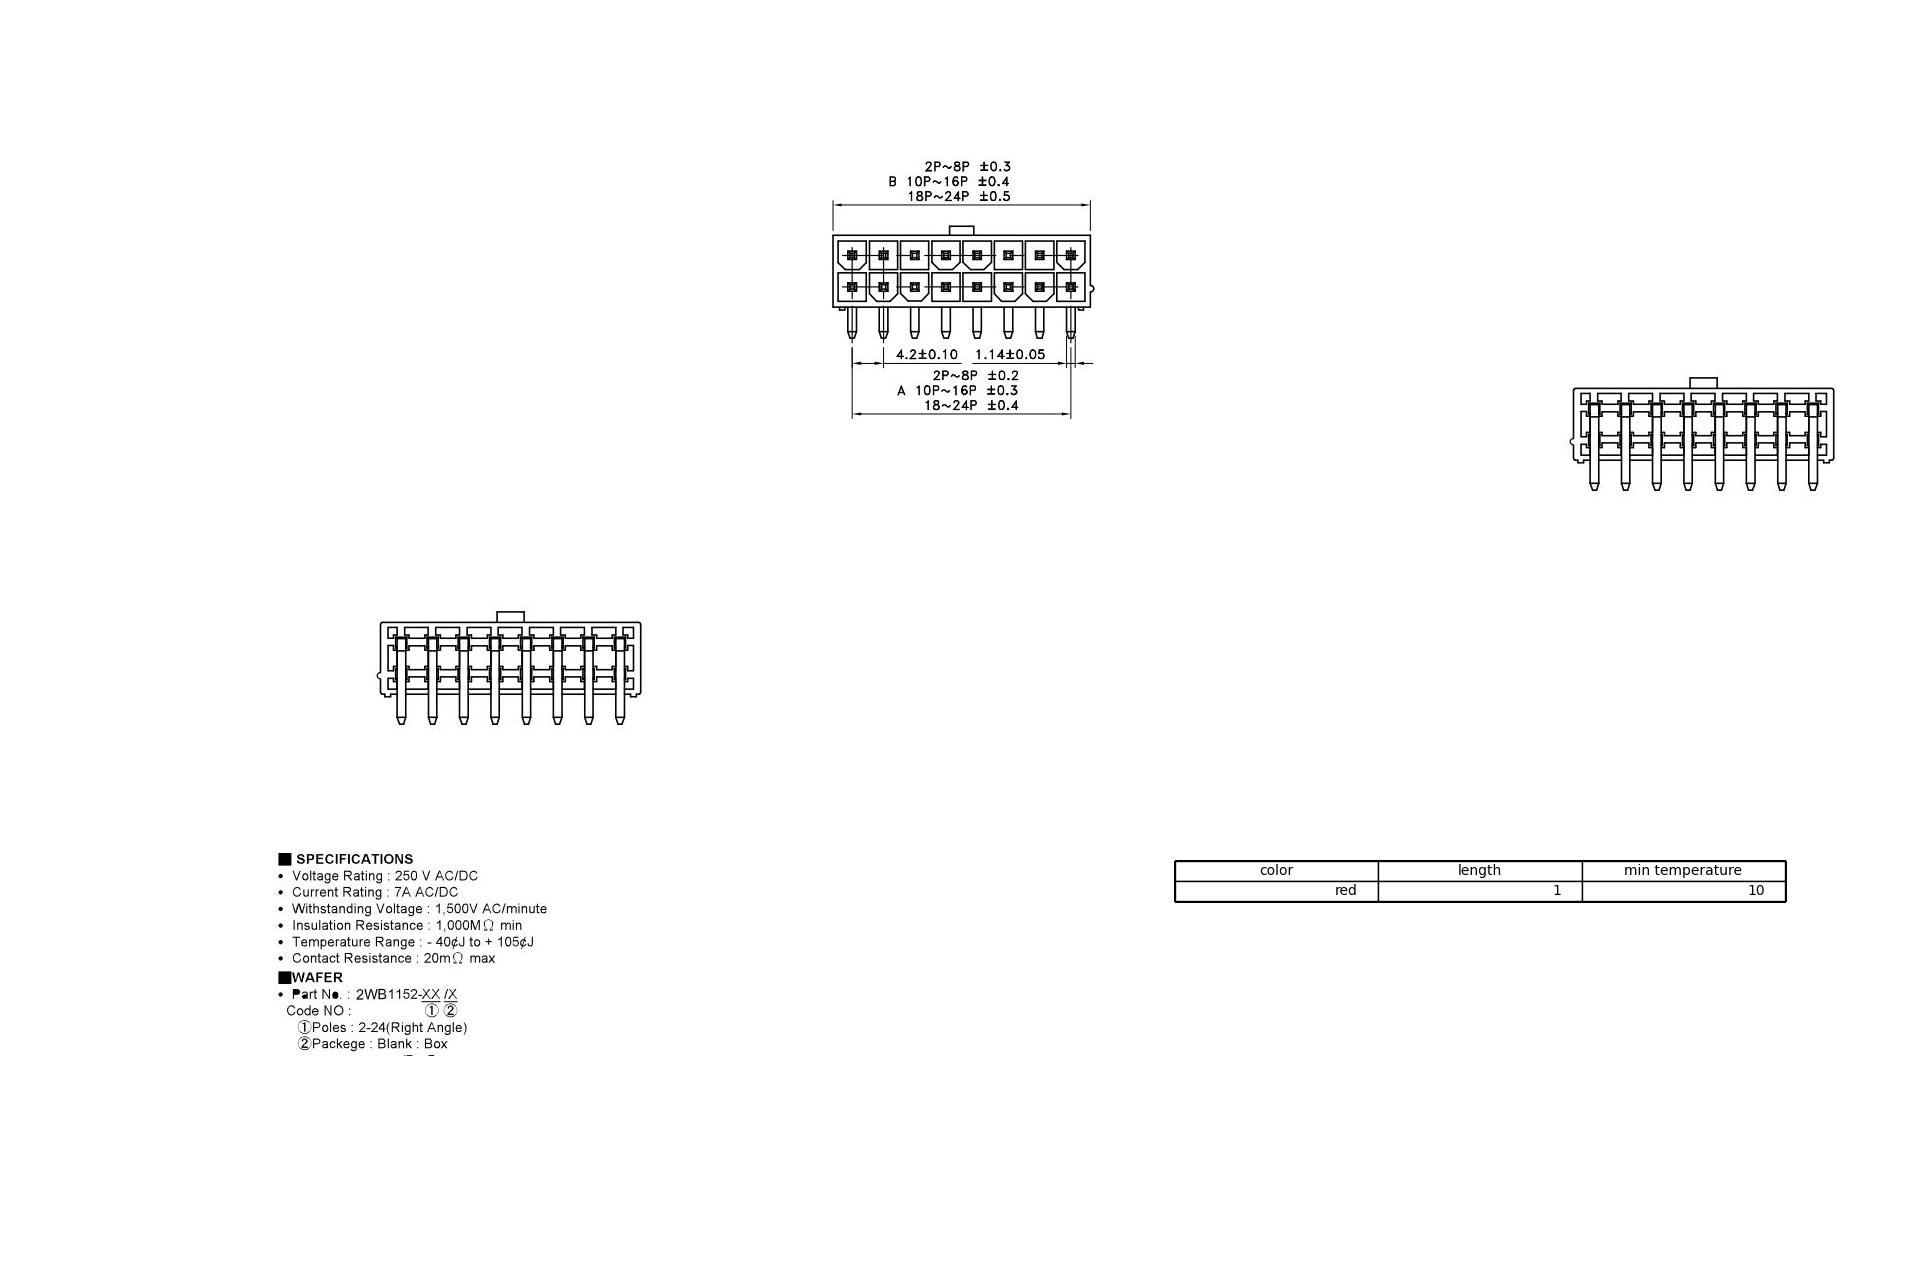 2P~8P ±0.3
B 10P~16P ±0.4
18P~24P ±0.5
4.2±0.10 1.14±0.05
2P~8P ±0.2
A 10P~16P ±0.3
18~24P ±0.4
■ SPECIFICATIONS
• Voltage Rating : 250 V AC/DC
• Current Rating : 7A AC/DC
• Withstanding Voltage : 1,500V AC/minute
• Insulation Resistance : 1,000MΩ min
• Temperature Range : - 40¢J to + 105¢J
• Contact Resistance : 20mΩ max
■WAFER
• Part No. : 2WB1152-XX /X
Code NO : ① ②
①Poles : 2-24(Right Angle)
②Packege : Blank : Box
color length min temperature
red 1 10